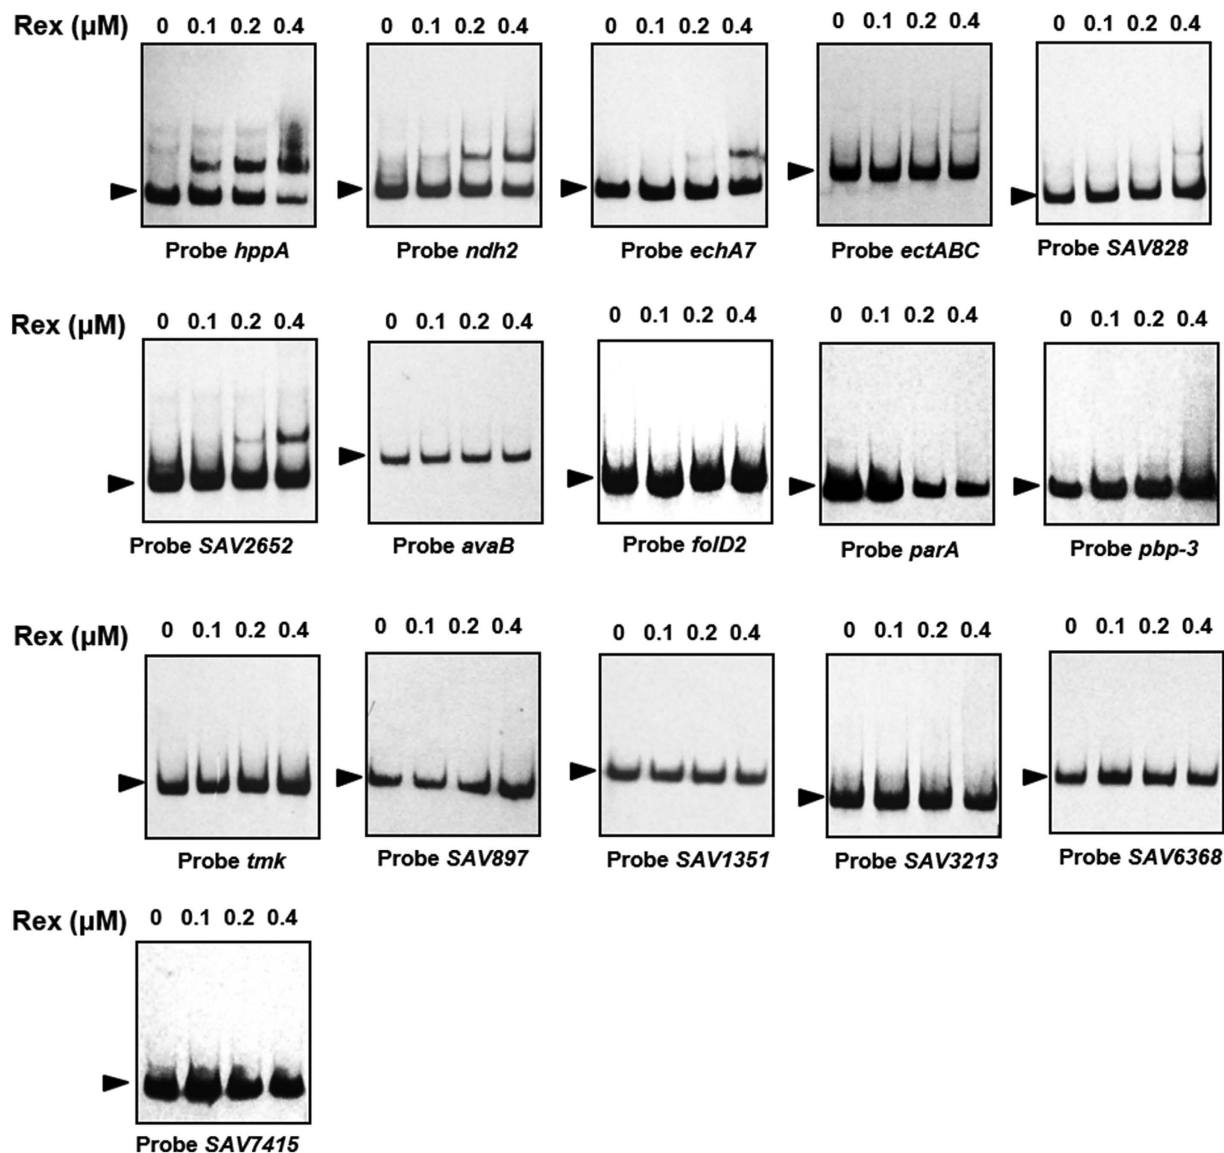 Rex (µM) 0 0.1 0.2 0.4 0 0.1 0.2 0.4 0 0.1 0.2 0.4 0 0.1 0.2 0.4 0 0.1 0.2 0.4
Probe hppA Probe ndh2 Probe echA7 Probe ectABC Probe SAV828
Rex (µM) 0 0.1 0.2 0.4 0 0.1 0.2 0.4 0 0.1 0.2 0.4 0 0.1 0.2 0.4 0 0.1 0.2 0.4
Probe SAV2652 Probe avaB Probe folD2 Probe parA Probe pbp-3
Rex (µM) 0 0.1 0.2 0.4 0 0.1 0.2 0.4 0 0.1 0.2 0.4 0 0.1 0.2 0.4 0 0.1 0.2 0.4
Probe tmk Probe SAV897 Probe SAV1351 Probe SAV3213 Probe SAV6368
Rex (µM) 0 0.1 0.2 0.4
Probe SAV7415